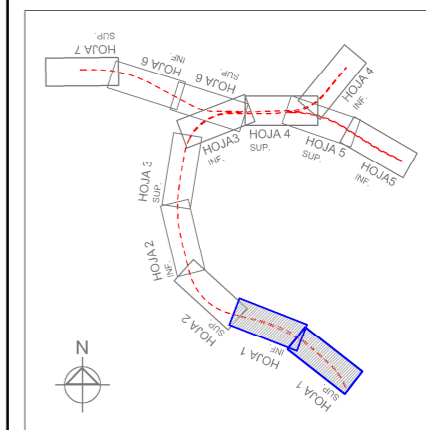 HOJA 7
SUP.
HOJA 6
INF.
HOJA 6
SUP.
HOJA 4
INF.
HOJA3
INF.
HOJA 4
SUP.
HOJA 5
SUP.
HOJA5
INF.
HOJA 3
SUP.
HOJA 2
INF.
HOJA 2
SUP
HOJA 1
INF
HOJA 1
SUP.
N